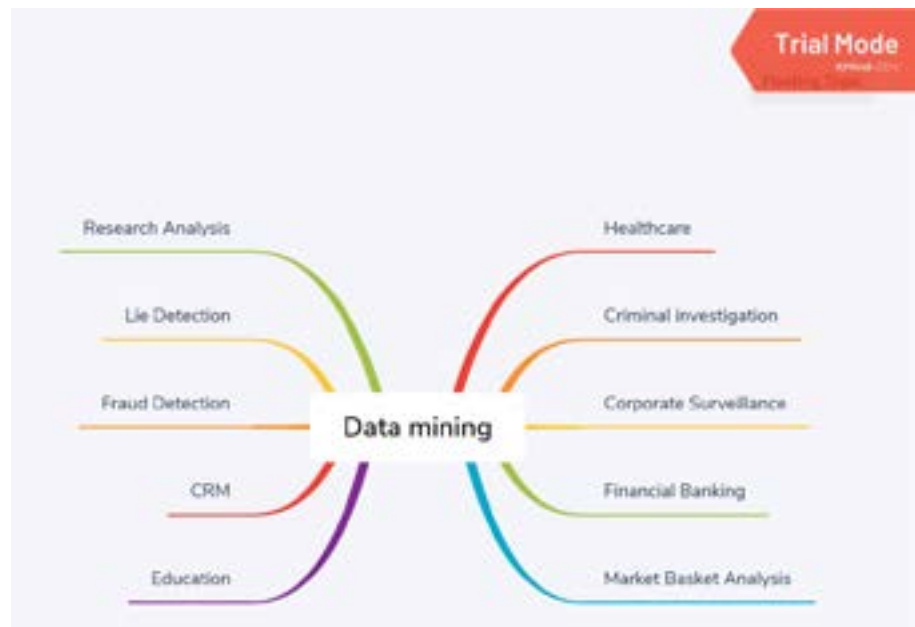 Trial Mode
Research Analysis
Lie Detection
Fraud Detection
CRM
Education
Data mining
Healthcare
Criminal investigation
Corporate Surveillance
Financial Banking
Market Basket Analysis